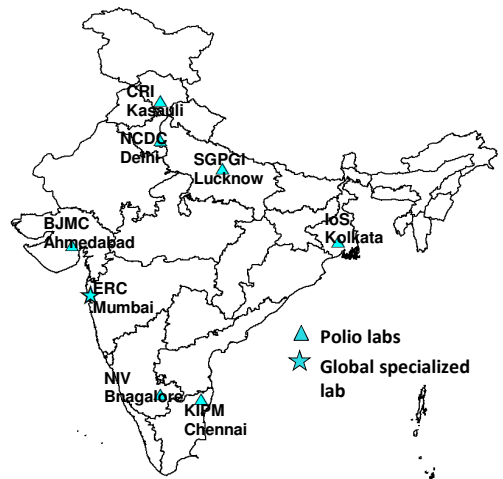 CRI
Kasauli
NCDC
Delhi
SGPGI
Lucknow
BJMC
Ahmedabad
IoS,
Kolkata
ERC
Mumbai
Polio labs
Global specialized
lab
NIV
Bnagalore
KIPM
Chennai